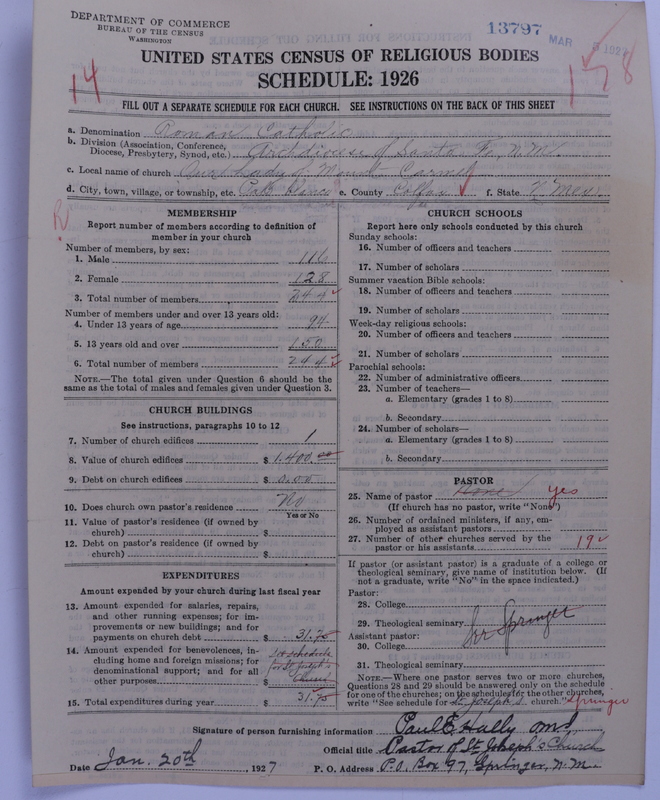 DEPARTMENT OF COMMERCE
BUREAU OF THE CENSUS
WASHINGTON
13797
MAR
UNITED STATES CENSUS OF RELIGIOUS BODIES
SCHEDULE: 1926
14
178
FILL OUT A SEPARATE SCHEDULE FOR EACH CHURCH. SEE INSTRUCTIONS ON THE BACK OF THIS SHEET
a. Denomination Roman Catholic
b. Division (Association, Conference, Diocese, Presbytery, Synod, etc.) Archdiocese of Santa Fe, N.M.
c. Local name of church Our Lady of Mount Carmel
d. City, town, village, or township, etc. Palo Blanco e. County Colfax f. State N. Mex.
R
MEMBERSHIP
Report number of members according to definition of
member in your church
Number of members, by sex:
1. Male 116
2. Female 128
3. Total number of members 244
Number of members under and over 13 years old:
4. Under 13 years of age 94
5. 13 years old and over 150
6. Total number of members 244
NOTE.—The total given under Question 6 should be
same as the total of males and females given under Question 3.
CHURCH BUILDINGS
See instructions, paragraphs 10 to 12
7. Number of church edifices 1
8. Value of church edifices $ 1,400.00
9. Debt on church edifices $ 0.00
10. Does church own pastor's residence? No
Yes or No
11. Value of pastor's residence (if owned by
church) $
12. Debt on pastor's residence (if owned by
church) $
EXPENDITURES
Amount expended by your church during last fiscal year
13. Amount expended for salaries, repairs,
and other running expenses; for im-
provements or new buildings; and for
payments on church debt $ 31.75
14. Amount expended for benevolences, in-
cluding home and foreign missions; for
denominational support; and for all
other purposes $
See schedule
for St. Joseph's
Church
15. Total expenditures during year $ 31.75
CHURCH SCHOOLS
Report here only schools conducted by this church
Sunday schools:
16. Number of officers and teachers
17. Number of scholars
Summer vacation Bible schools:
18. Number of officers and teachers
19. Number of scholars
Week-day religious schools:
20. Number of officers and teachers
21. Number of scholars
Parochial schools:
22. Number of administrative officers
23. Number of teachers—
a. Elementary (grades 1 to 8)
b. Secondary
24. Number of scholars—
a. Elementary (grades 1 to 8)
b. Secondary
PASTOR
25. Name of pastor None yes
(If church has no pastor, write "None")
26. Number of ordained ministers, if any, em-
ployed as assistant pastors
27. Number of other churches served by the
pastor or his assistants 19
If pastor (or assistant pastor) is a graduate of a college or
theological seminary, give name of institution below. (If
not a graduate, write "No" in the space indicated.)
Pastor:
28. College
29. Theological seminary
See Springer
Assistant pastor:
30. College
31. Theological seminary
NOTE.—Where one pastor serves two or more churches,
Questions 28 and 29 should be answered only on the schedule
for one of the churches; on the schedules for the other churches,
write "See schedule for St. Joseph's church." Springer
Signature of person furnishing information Paul E Hally
Official title Pastor of St. Joseph's Church
Date Jan. 20th, 1927 P. O. Address P.O. Box 97, Springer, N.M.